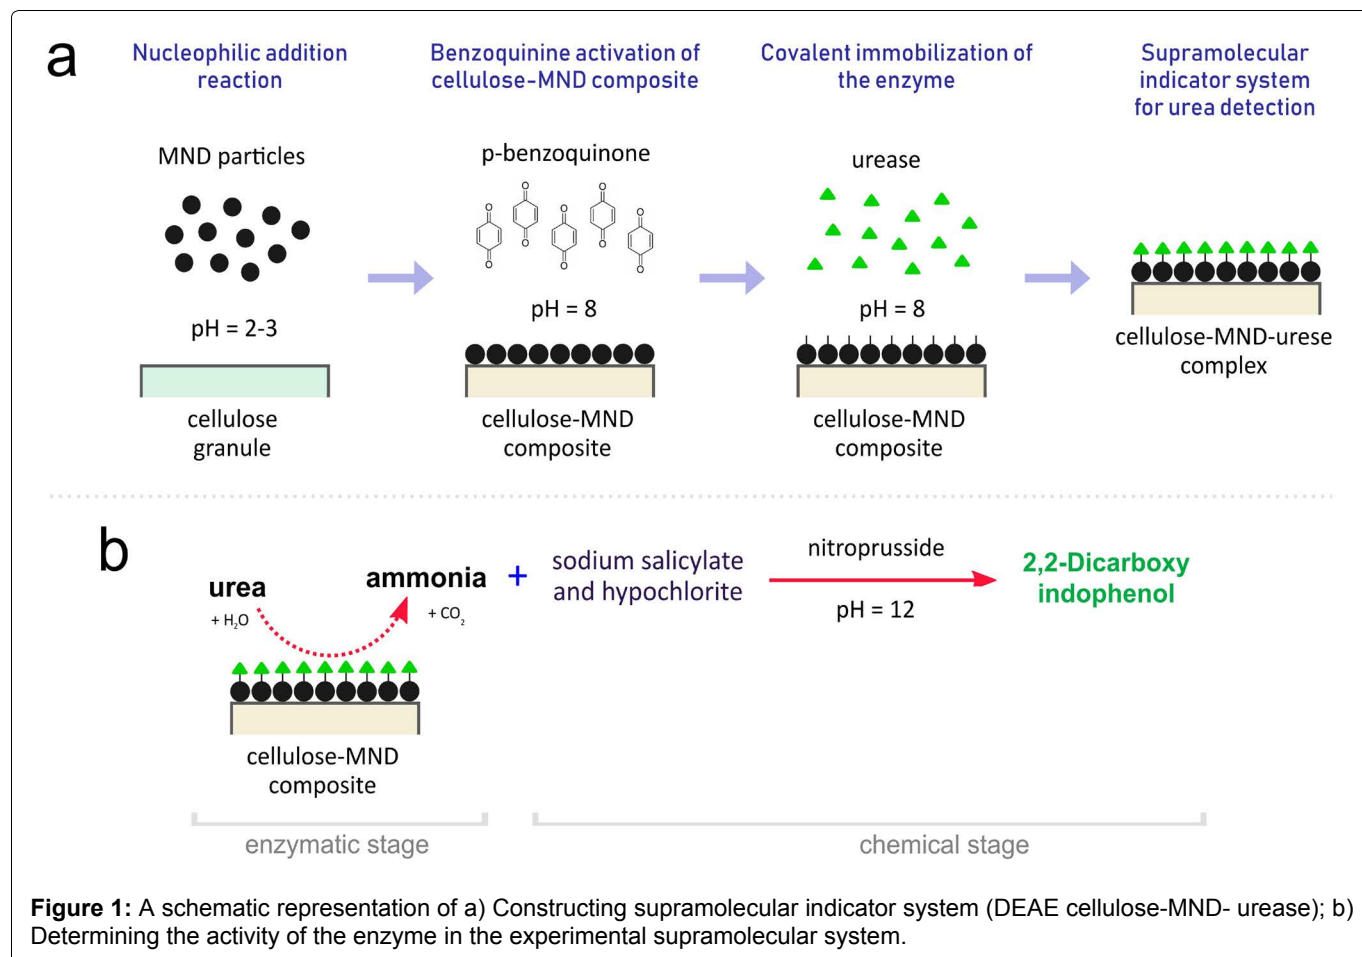 a
Nucleophilic addition
reaction
Benzoquinine activation of
cellulose-MND composite
Covalent immobilization of
the enzyme
Supramolecular
indicator system
for urea detection
MND particles
pH = 2-3
cellulose
granule
p-benzoquinone
O O O O O
O O O O O
pH = 8
cellulose-MND
composite
urease
pH = 8
cellulose-MND
composite
cellulose-MND-urese
complex
b
urea
+ H₂O
ammonia
+ CO₂
+
sodium salicylate
and hypochlorite
nitroprusside
pH = 12
2,2-Dicarboxy
indophenol
cellulose-MND
composite
enzymatic stage
chemical stage
Figure 1: A schematic representation of a) Constructing supramolecular indicator system (DEAE cellulose-MND- urease); b)
Determining the activity of the enzyme in the experimental supramolecular system.